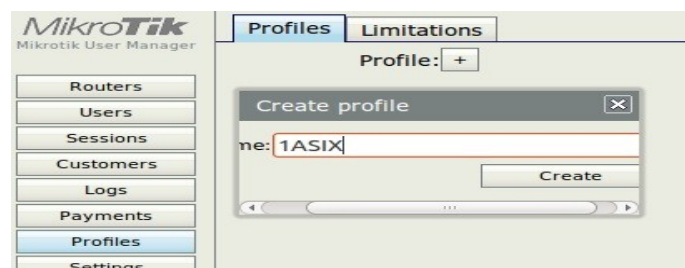 MikroTik
Mikrotik User Manager
Routers
Users
Sessions
Customers
Logs
Payments
Profiles
Settings
Profiles Limitations
Profile: +
Create profile
me: 1ASIX
Create